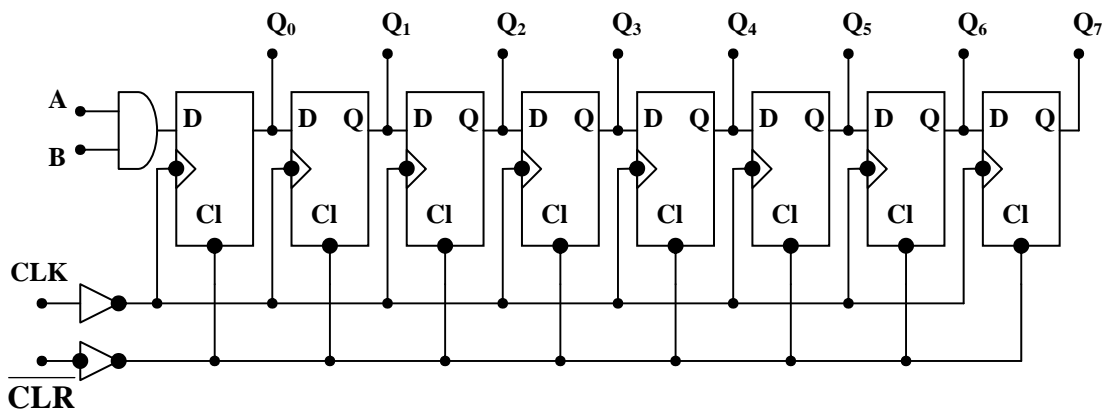 Q0 Q1 Q2 Q3 Q4 Q5 Q6 Q7
A
D D Q D Q D Q D Q D Q D Q D Q
B
Cl Cl Cl Cl Cl Cl Cl Cl
CLK
CLR